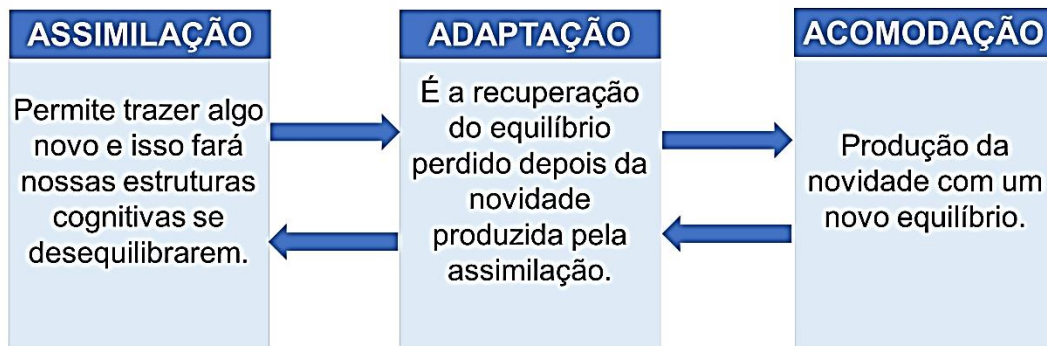 ASSIMILAÇÃO
Permite trazer algo
novo e isso fará
nossas estruturas
cognitivas se
desequilibrarem.
ADAPTAÇÃO
É a recuperação
do equilíbrio
perdido depois da
novidade
produzida pela
assimilação.
ACOMODAÇÃO
Produção da
novidade com um
novo equilíbrio.